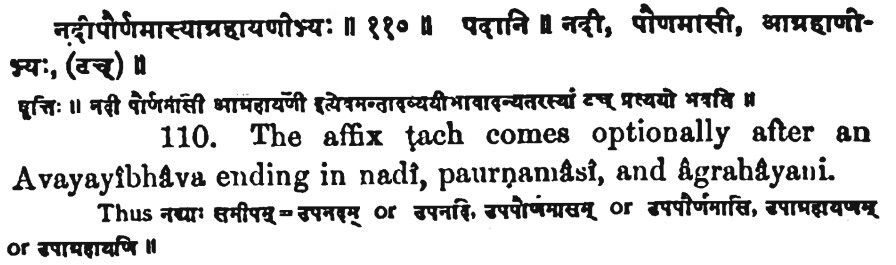 नदीपौर्णमास्याग्रहायणीभ्यः ॥ ११० ॥ पदानि ॥ नदी, पौणमासी, आग्रहाणी-
भ्यः, (टच्) ॥
वृत्तिः ॥ नदी पौर्णमासी आग्रहायणी इत्येवमन्तादव्ययीभावादन्यतरस्यां टच् प्रत्ययो भवति ॥
110. The affix ṭach comes optionally after an
Avayayîbhâva ending in nadî, paurṇamâsî, and âgrahâyani.
Thus नद्याः समीपम् = उपनदम् or उपनदि, उपपौर्णमासम् or उपपौर्णमासि, उपाग्रहायणम्
or उपाग्रहायणि ॥